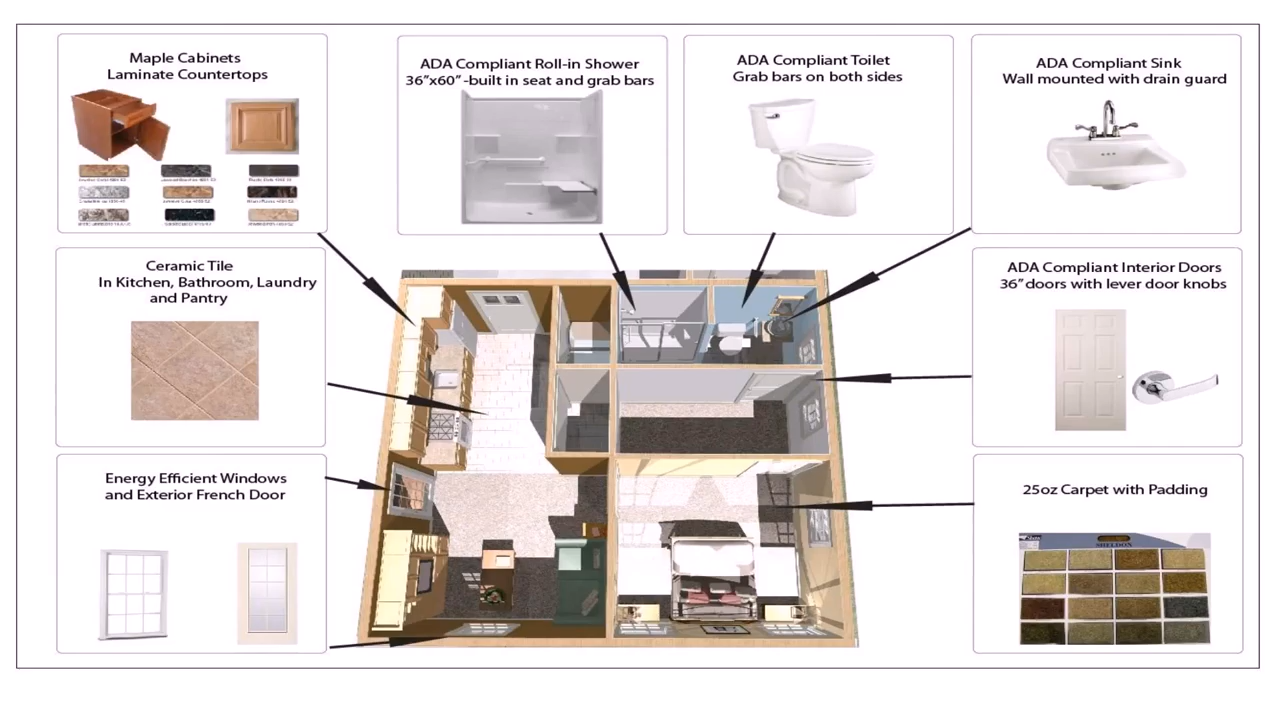 Maple Cabinets
Laminate Countertops
ADA Compliant Roll-in Shower
36"x60" -built in seat and grab bars
ADA Compliant Toilet
Grab bars on both sides
ADA Compliant Sink
Wall mounted with drain guard
Ceramic Tile
In Kitchen, Bathroom, Laundry
and Pantry
ADA Compliant Interior Doors
36" doors with lever door knobs
Energy Efficient Windows
and Exterior French Door
25oz Carpet with Padding
SHELDON